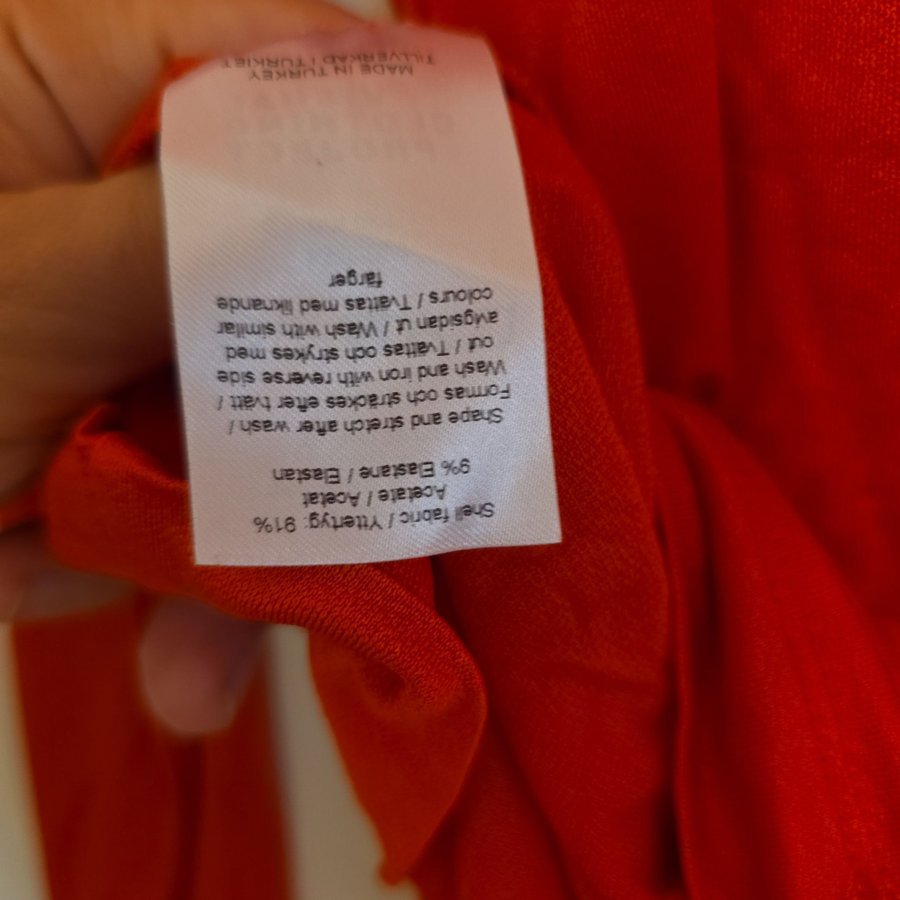 Shell fabric / Yttertyg: 91%
Acetate / Acetat
9% Elastane / Elastan
Shape and stretch after wash /
Formas och sträckes efter tvätt /
Wash and iron with reverse side
out / Tvättas och strykes med
avigsidan ut / Wash with similar
colours / Tvättas med liknande
färger
MADE IN TURKEY
TILLVERKAD I TURKIET